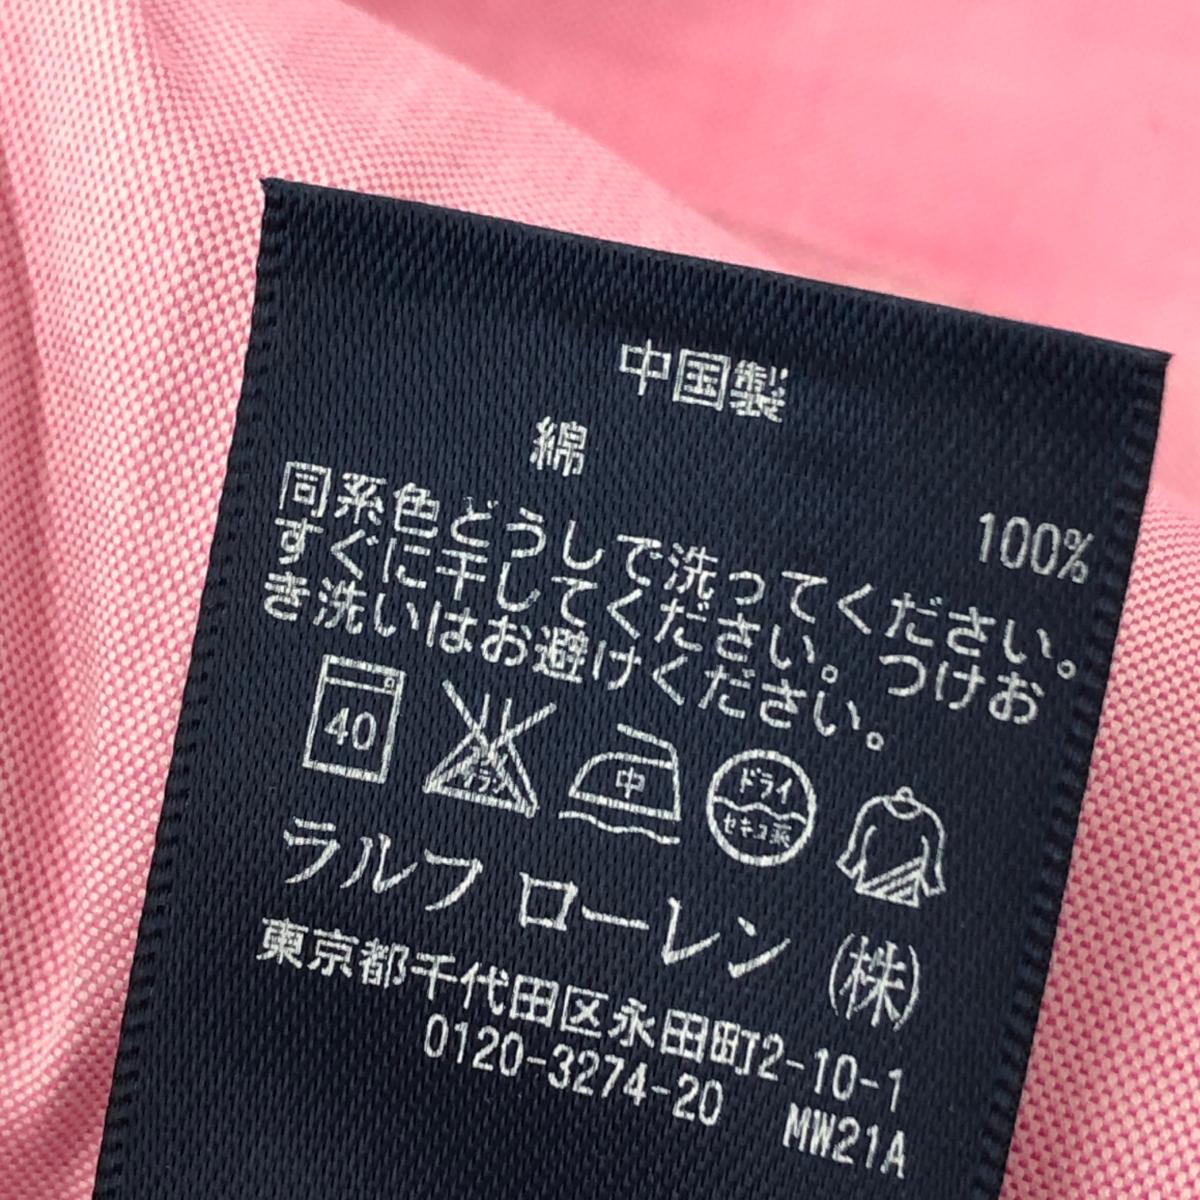 中国製
綿 100%
同系色どうしで洗ってください。
すぐに干してください。つけお
き洗いはお避けください。
40
中
ドライ
セキユ系
ラルフ ローレン (株)
東京都千代田区永田町2-10-1
0120-3274-20 MW21A